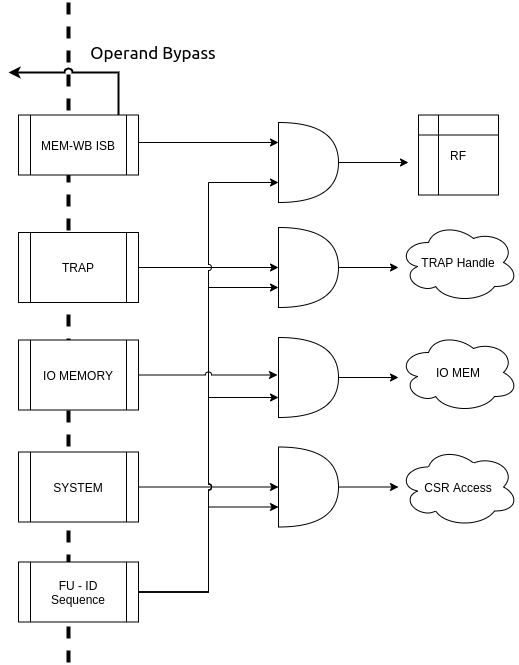 Operand Bypass
MEM-WB ISB
RF
TRAP
TRAP Handle
IO MEMORY
IO MEM
SYSTEM
CSR Access
FU - ID
Sequence